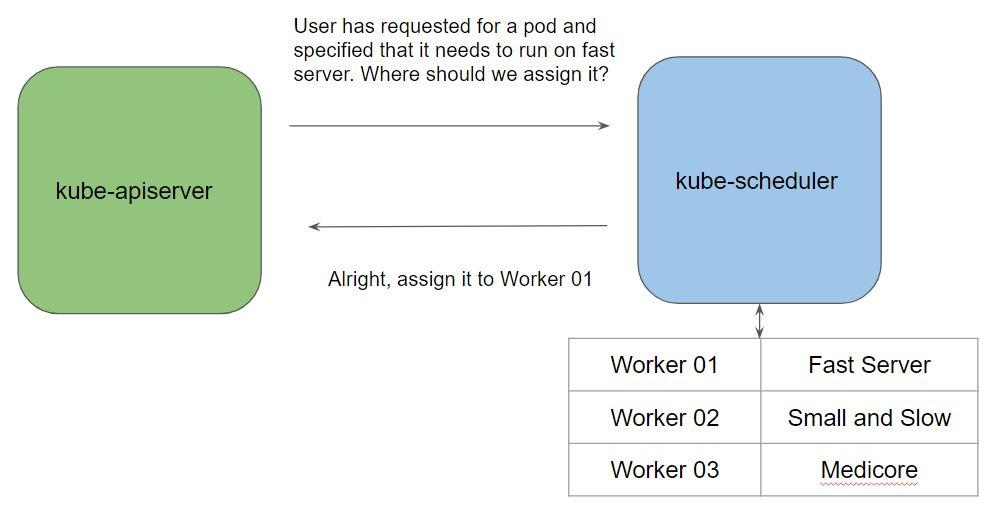 User has requested for a pod and
specified that it needs to run on fast
server. Where should we assign it?
kube-apiserver
kube-scheduler
Alright, assign it to Worker 01
Worker 01 Fast Server
Worker 02 Small and Slow
Worker 03 Medicore